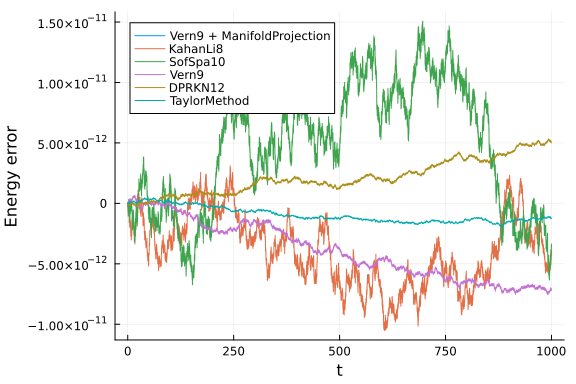 1.50×10⁻¹¹
1.00×10⁻¹¹
5.00×10⁻¹²
0
−5.00×10⁻¹²
−1.00×10⁻¹¹
Energy error
Vern9 + ManifoldProjection
KahanLi8
SofSpa10
Vern9
DPRKN12
TaylorMethod
0 250 500 750 1000
t